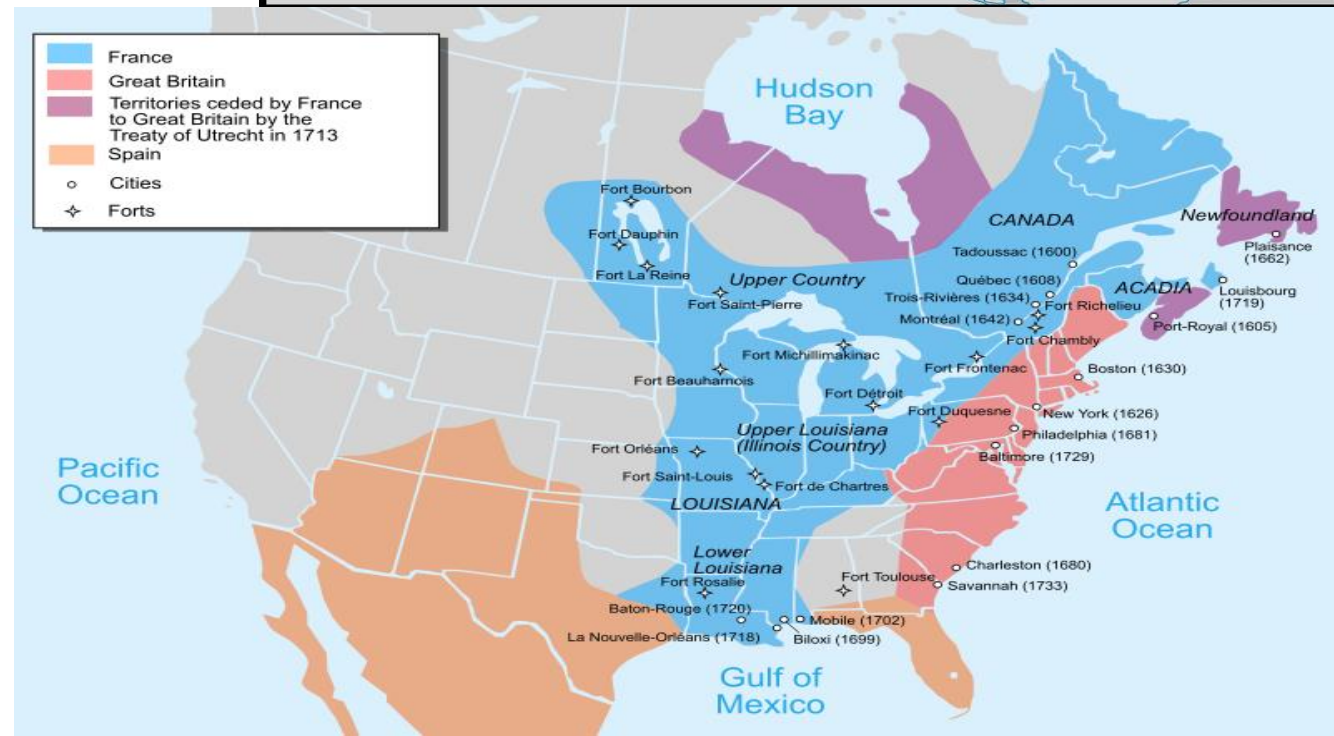 France
Great Britain
Territories ceded by France
to Great Britain by the
Treaty of Utrecht in 1713
Spain
Cities
Forts
Hudson
Bay
Fort Bourbon
Fort Dauphin
Fort La Reine
Upper Country
Fort Saint-Pierre
CANADA
Newfoundland
Plaisance
(1662)
Tadoussac (1600)
Québec (1608)
ACADIA
Louisbourg
(1719)
Trois-Rivières (1634)
Fort Richelieu
Montréal (1642)
Port-Royal (1605)
Fort Chambly
Fort Michillimakinac
Fort Frontenac
Boston (1630)
Fort Beauharnois
Fort Détroit
Fort Duquesne
New York (1626)
Upper Louisiana
(Illinois Country)
Philadelphia (1681)
Baltimore (1729)
Fort Orléans
Fort Saint-Louis
Fort de Chartres
Pacific
Ocean
LOUISIANA
Atlantic
Ocean
Lower
Louisiana
Fort Rosalie
Fort Toulouse
Charleston (1680)
Savannah (1733)
Baton-Rouge (1720)
Mobile (1702)
La Nouvelle-Orléans (1718)
Biloxi (1699)
Gulf of
Mexico